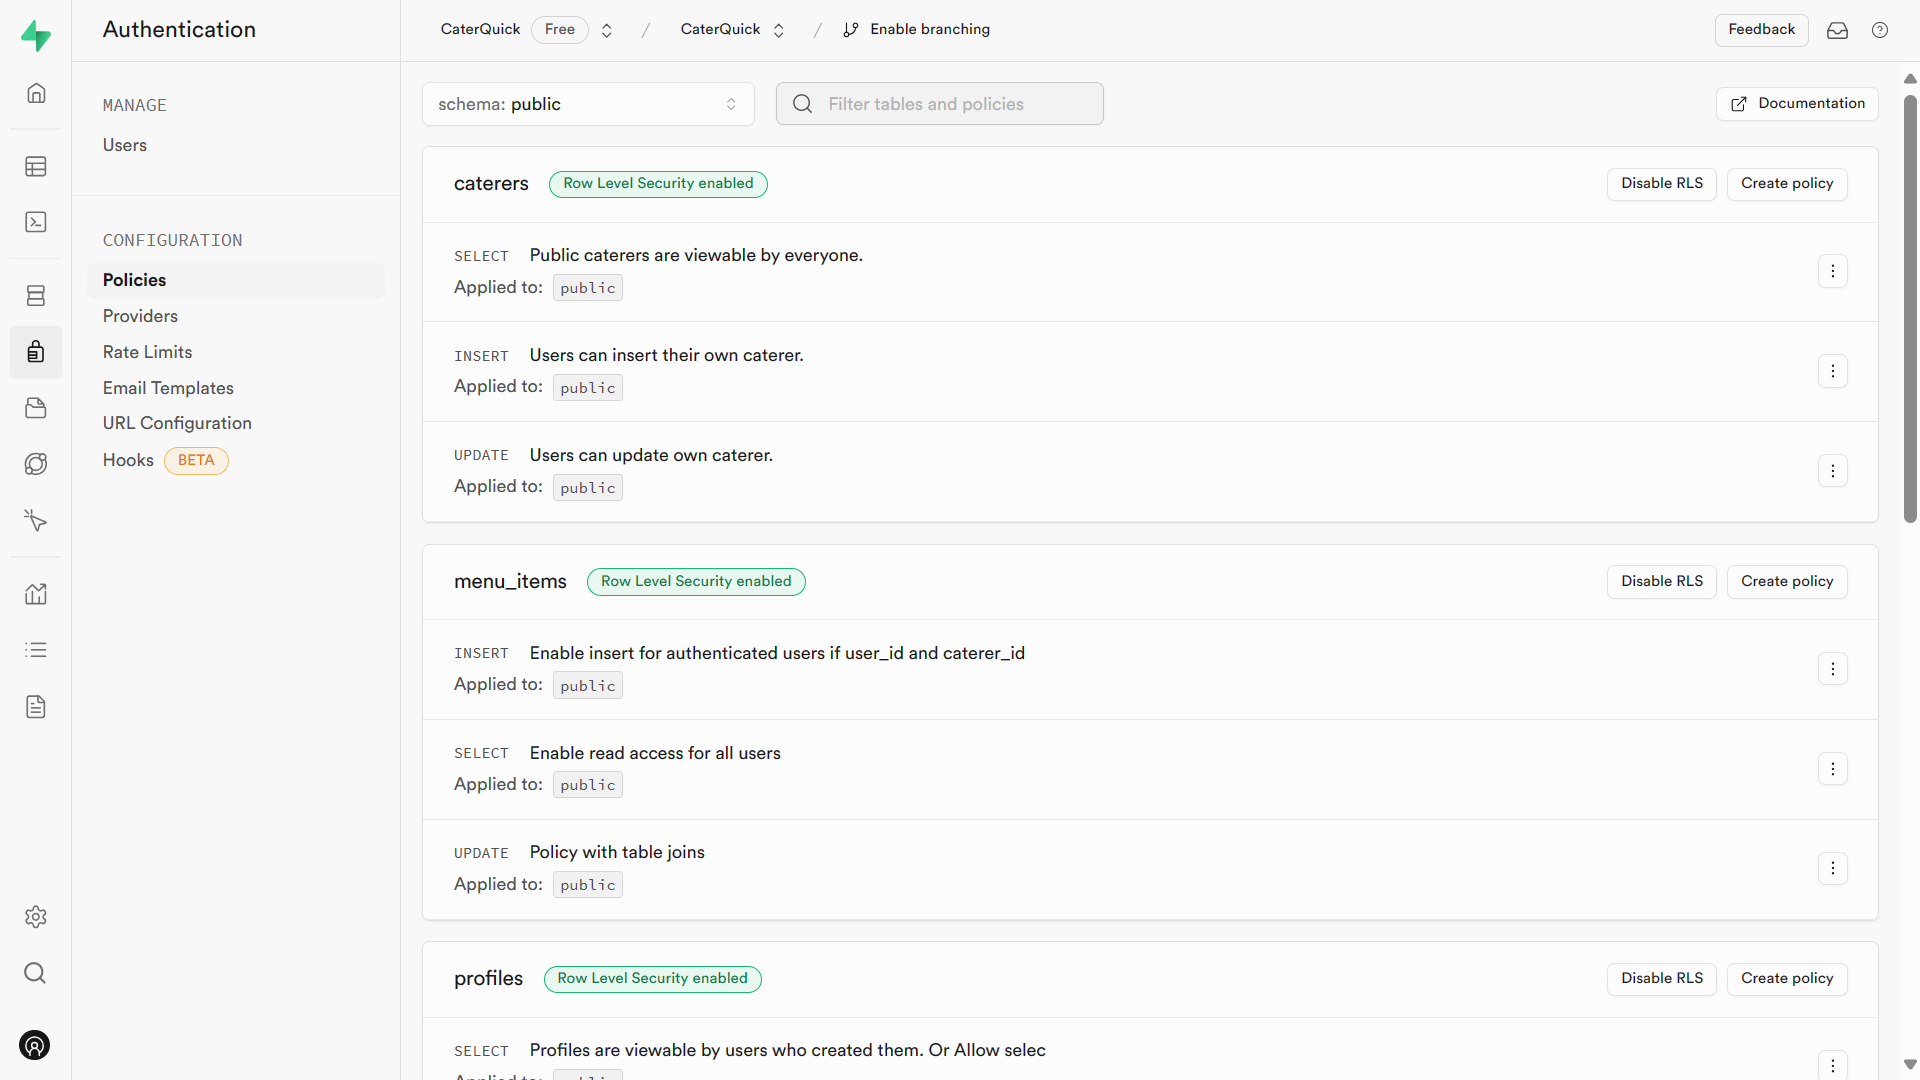 Authentication
CaterQuick Free / CaterQuick / Enable branching
Feedback
MANAGE
Users
CONFIGURATION
Policies
Providers
Rate Limits
Email Templates
URL Configuration
Hooks BETA
schema: public
Filter tables and policies
Documentation
caterers Row Level Security enabled
Disable RLS Create policy
SELECT Public caterers are viewable by everyone.
Applied to: public
INSERT Users can insert their own caterer.
Applied to: public
UPDATE Users can update own caterer.
Applied to: public
menu_items Row Level Security enabled
Disable RLS Create policy
INSERT Enable insert for authenticated users if user_id and caterer_id
Applied to: public
SELECT Enable read access for all users
Applied to: public
UPDATE Policy with table joins
Applied to: public
profiles Row Level Security enabled
Disable RLS Create policy
SELECT Profiles are viewable by users who created them. Or Allow selec
Applied to: public